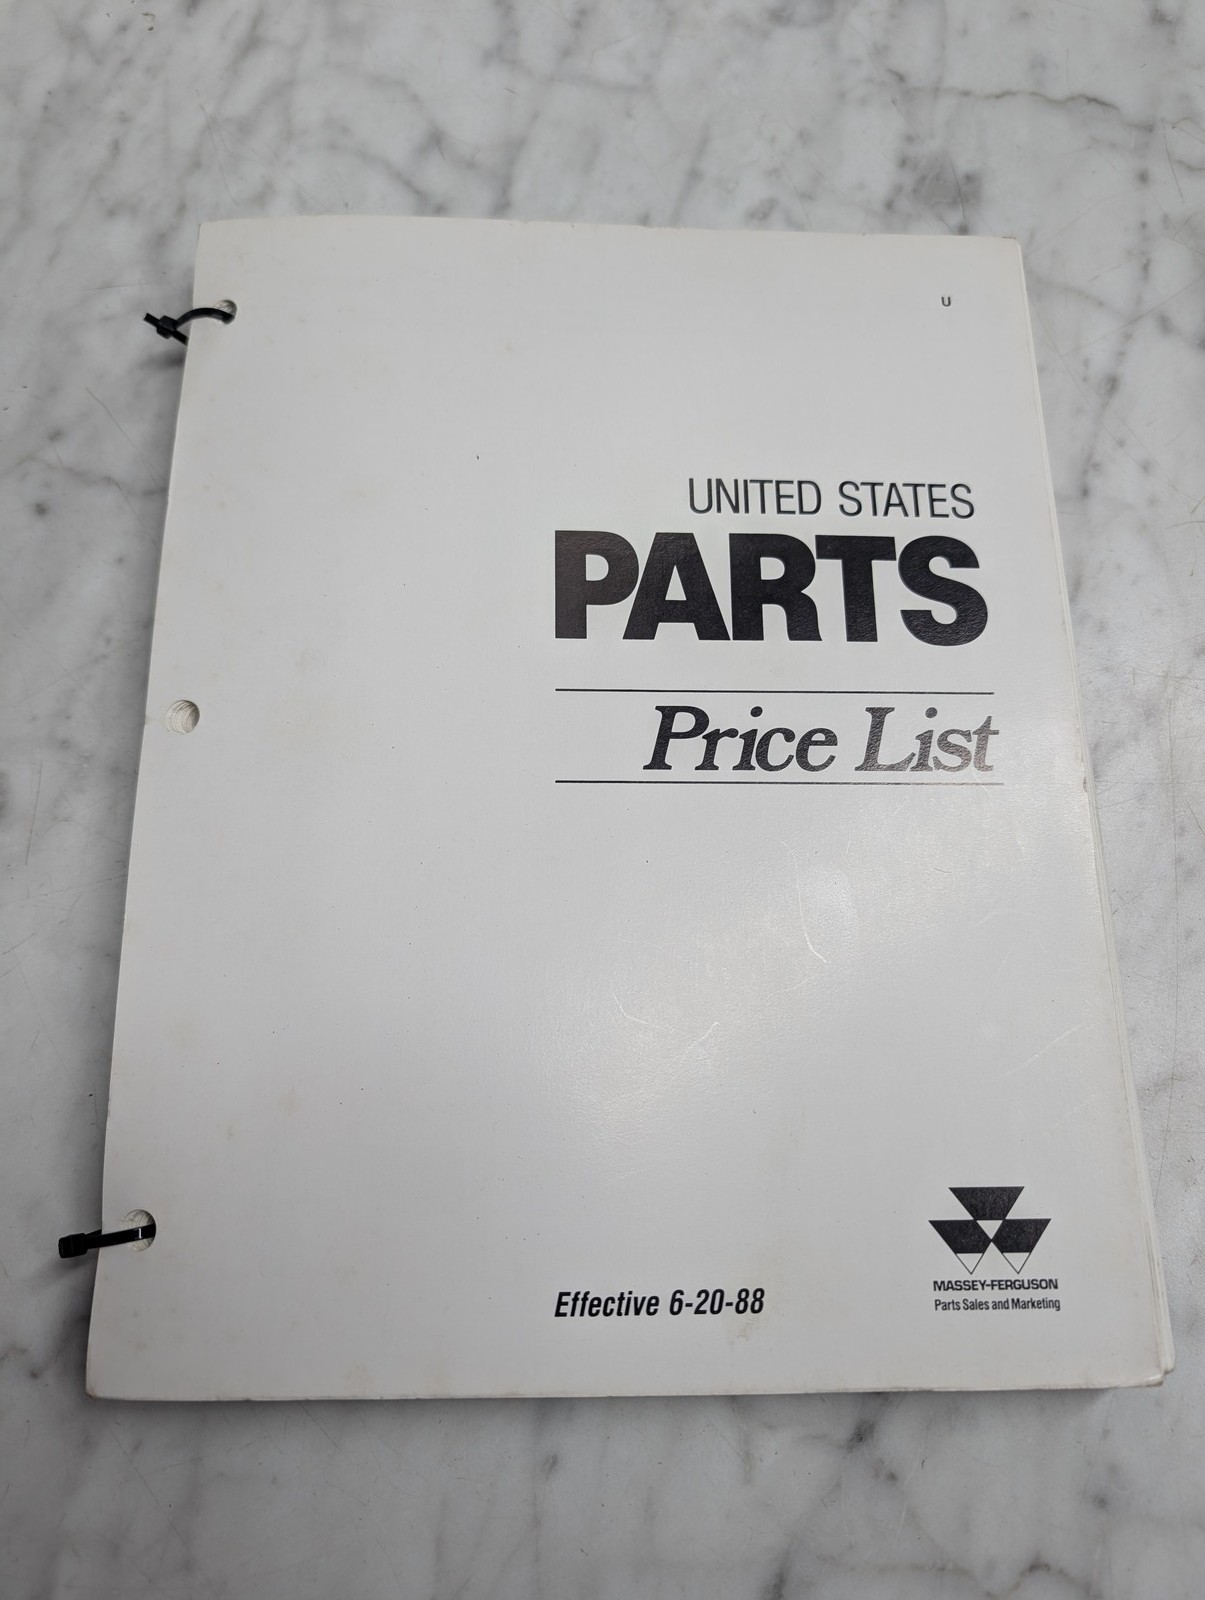 U
UNITED STATES
PARTS
Price List
Effective 6-20-88
MASSEY-FERGUSON
Parts Sales and Marketing